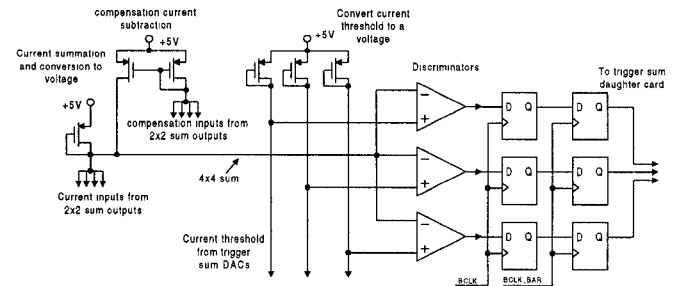 compensation current
subtraction
+5V
Convert current
threshold to a
voltage
+5V
Current summation
and conversion to
voltage
+5V
Discriminators
To trigger sum
daughter card
compensation inputs from
2x2 sum outputs
4x4 sum
Current inputs from
2x2 sum outputs
Current threshold
from trigger
sum DACs
−
+
D Q
D Q
−
+
D Q
D Q
−
+
D Q
D Q
BCLK
BCLK_BAR